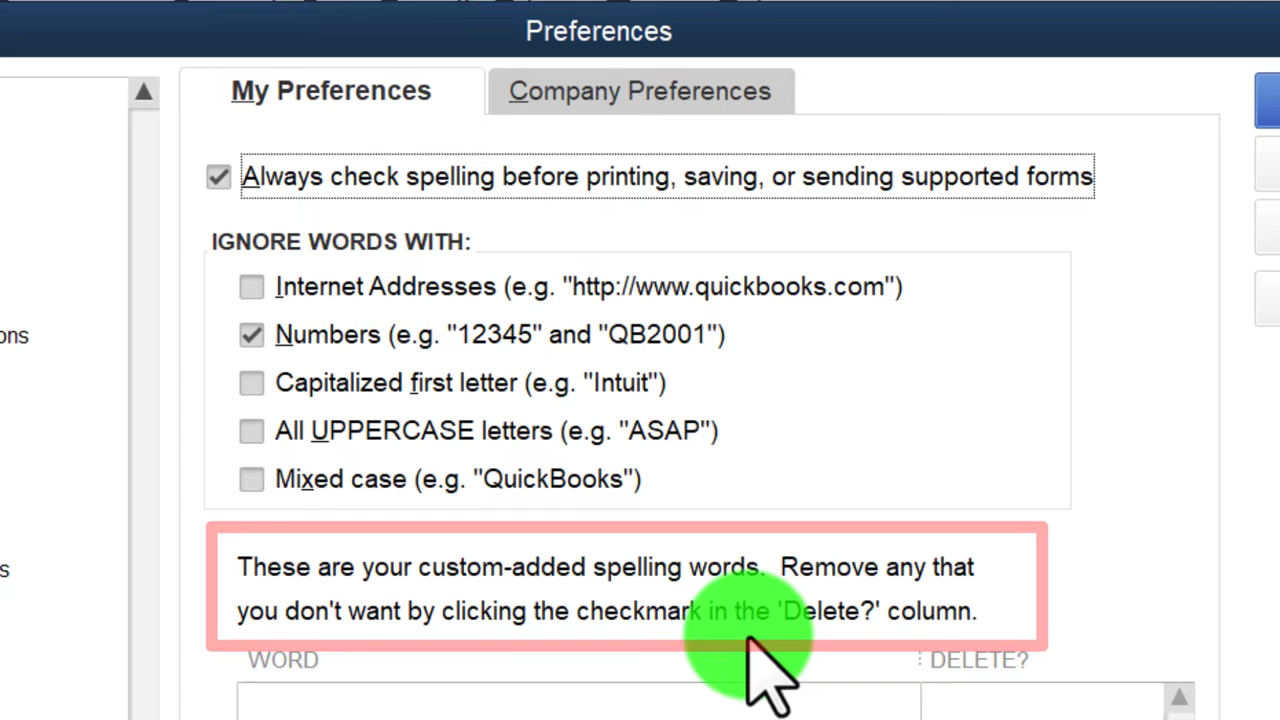 Preferences
My Preferences
Company Preferences
Always check spelling before printing, saving, or sending supported forms
IGNORE WORDS WITH:
Internet Addresses (e.g. "http://www.quickbooks.com")
Numbers (e.g. "12345" and "QB2001")
ons
Capitalized first letter (e.g. "Intuit")
All UPPERCASE letters (e.g. "ASAP")
Mixed case (e.g. "QuickBooks")
These are your custom-added spelling words. Remove any that
s
you don't want by clicking the checkmark in the 'Delete?' column.
WORD
DELETE?